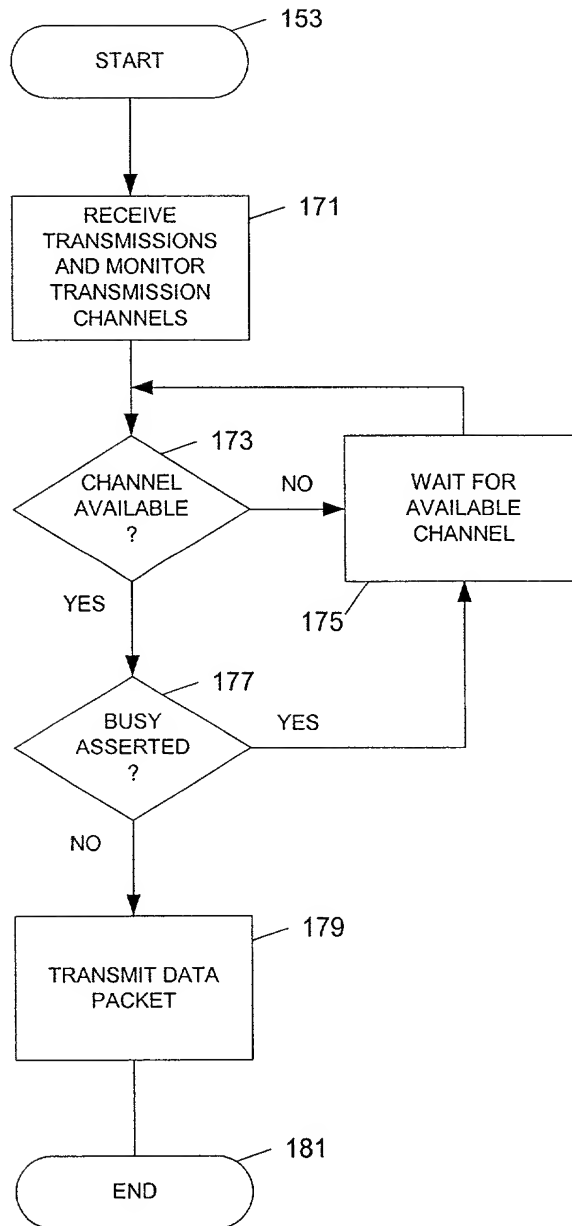 153
START
171
RECEIVE
TRANSMISSIONS
AND MONITOR
TRANSMISSION
CHANNELS
173
CHANNEL
AVAILABLE
?
NO
WAIT FOR
AVAILABLE
CHANNEL
175
YES
177
BUSY
ASSERTED
?
YES
NO
179
TRANSMIT DATA
PACKET
181
END